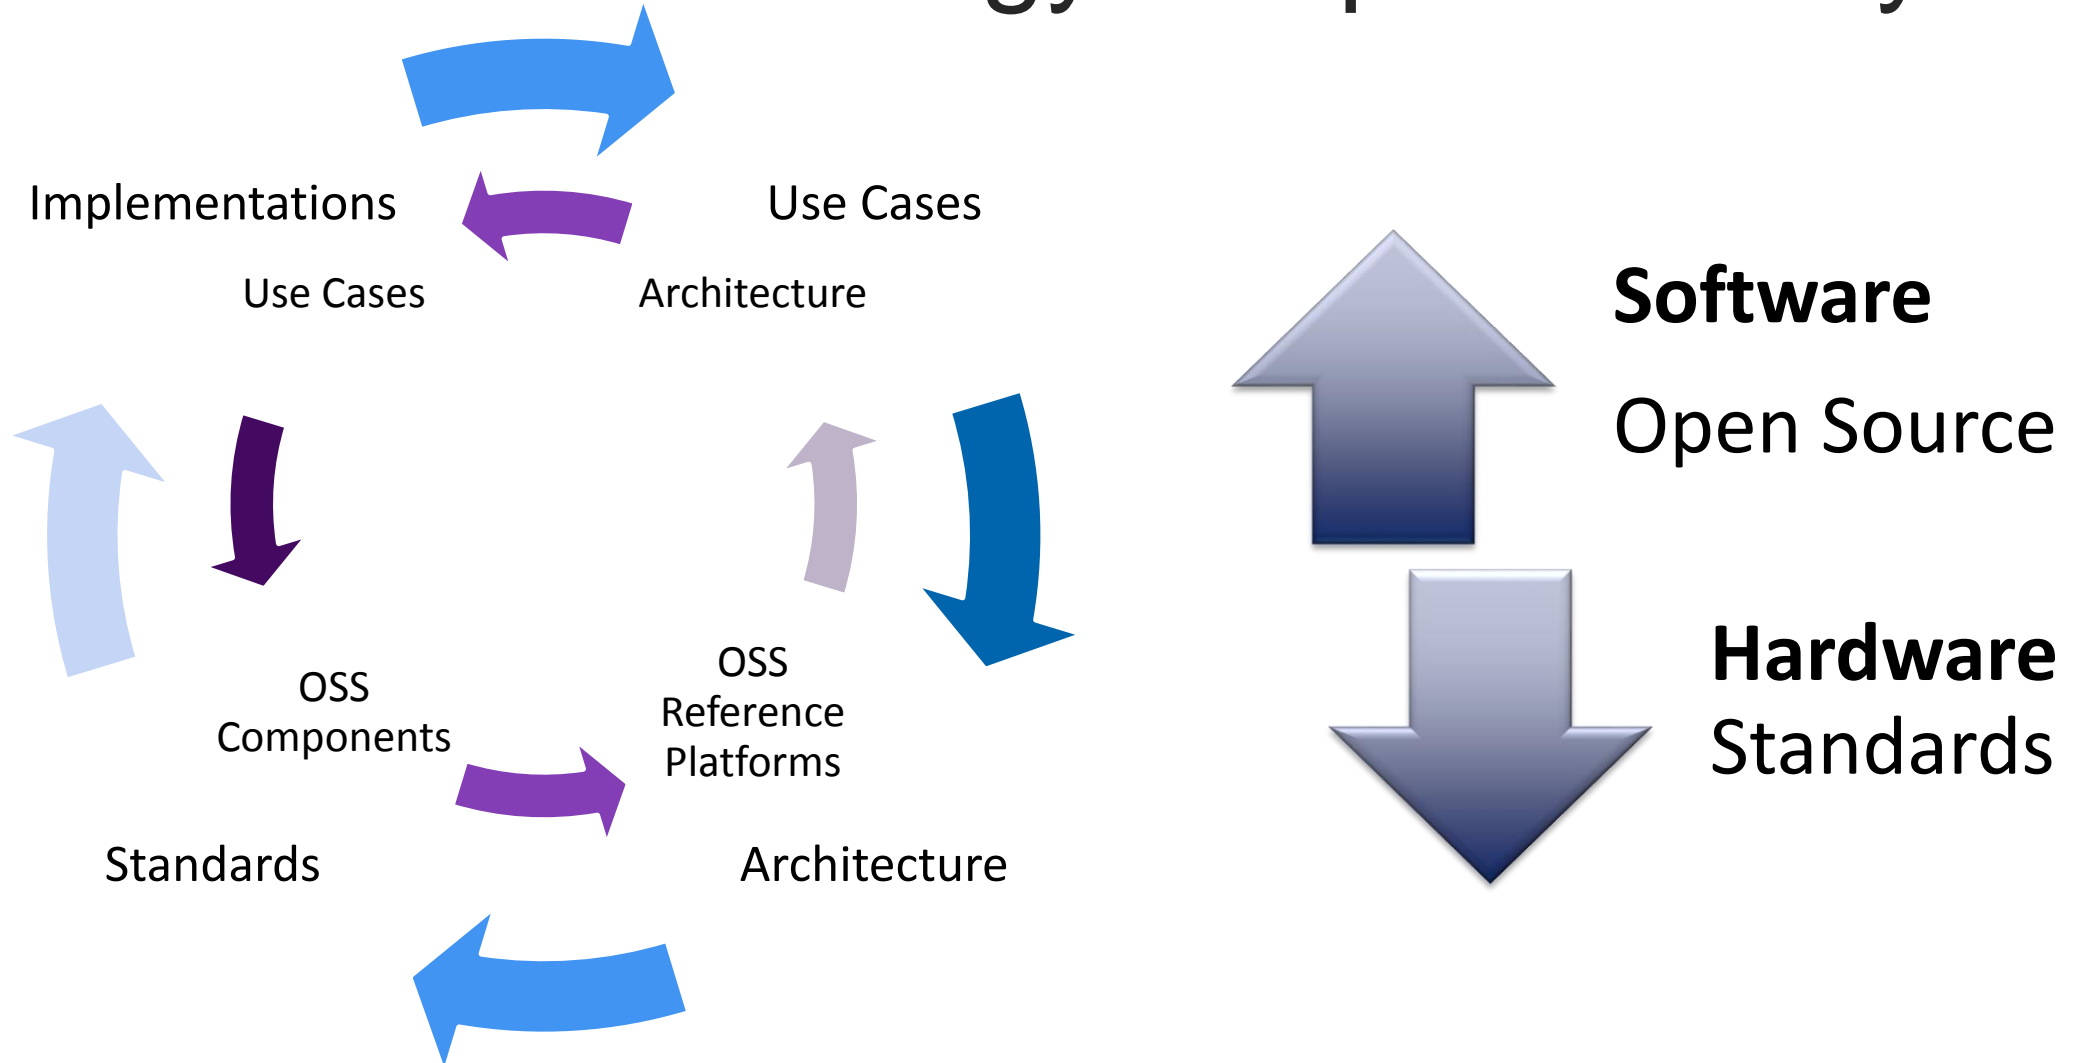 Implementations
Use Cases
Use Cases
Architecture
OSS
Components
OSS
Reference
Platforms
Standards
Architecture
Software
Open Source
Hardware
Standards